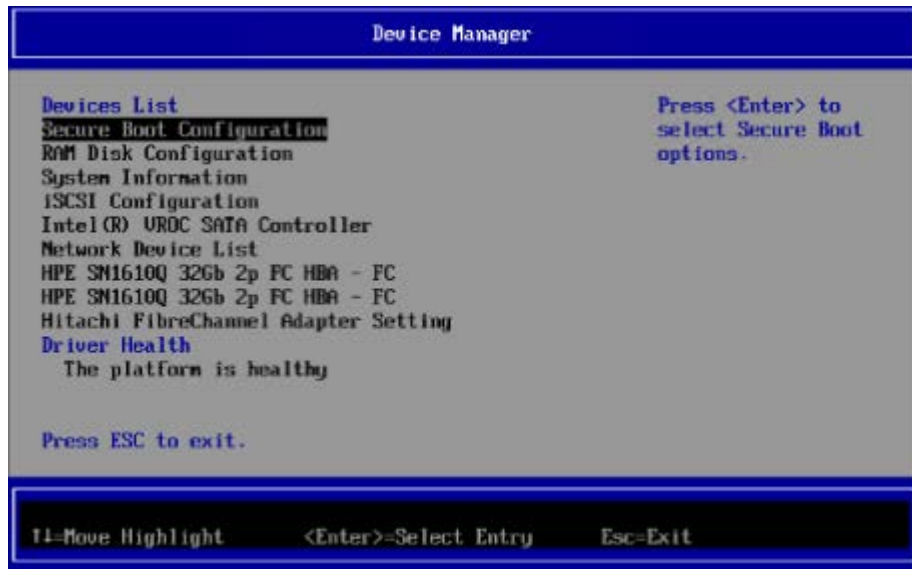 Device Manager
Devices List
Secure Boot Configuration
RAM Disk Configuration
System Information
iSCSI Configuration
Intel(R) VROC SATA Controller
Network Device List
HPE SN1610Q 32Gb 2p FC HBA - FC
HPE SN1610Q 32Gb 2p FC HBA - FC
Hitachi FibreChannel Adapter Setting
Driver Health
The platform is healthy
Press ESC to exit.
Press <Enter> to
select Secure Boot
options.
↑↓=Move Highlight <Enter>=Select Entry Esc=Exit